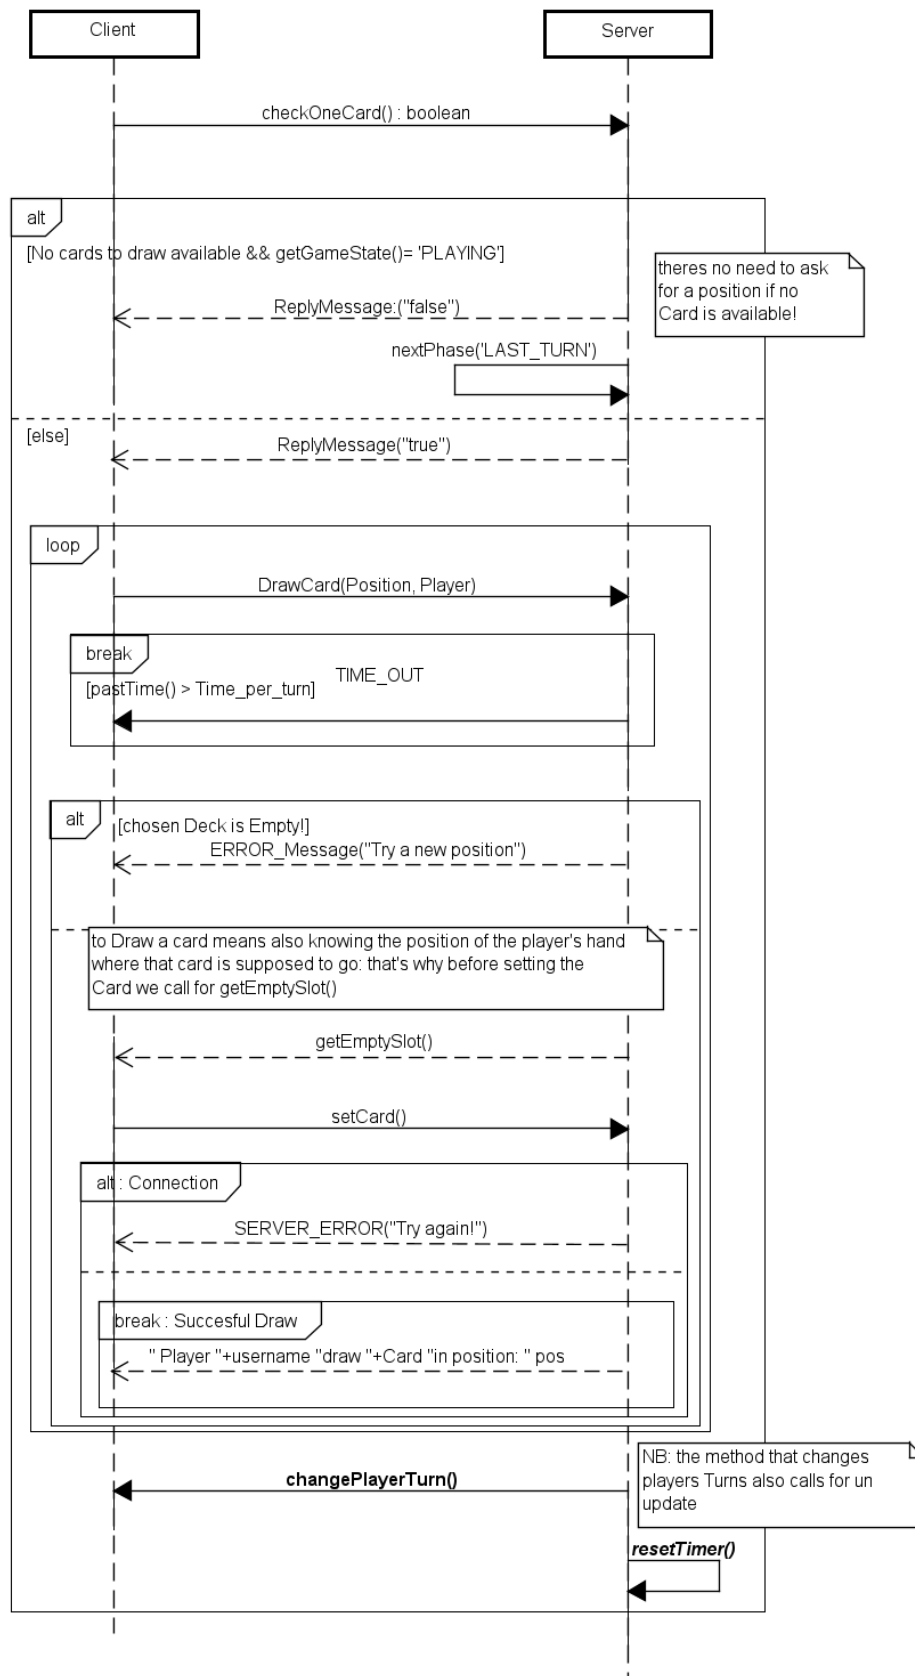 Client
Server
checkOneCard() : boolean
alt
[No cards to draw available && getGameState()= 'PLAYING']
theres no need to ask
for a position if no
Card is available!
ReplyMessage:("false")
nextPhase('LAST_TURN')
[else]
ReplyMessage("true")
loop
DrawCard(Position, Player)
break
TIME_OUT
[pastTime() > Time_per_turn]
alt
[chosen Deck is Empty!]
ERROR_Message("Try a new position")
to Draw a card means also knowing the position of the player's hand
where that card is supposed to go: that's why before setting the
Card we call for getEmptySlot()
getEmptySlot()
setCard()
alt : Connection
SERVER_ERROR("Try again!")
break : Succesful Draw
" Player "+username "draw "+Card "in position: " pos
NB: the method that changes
players Turns also calls for un
update
changePlayerTurn()
resetTimer()